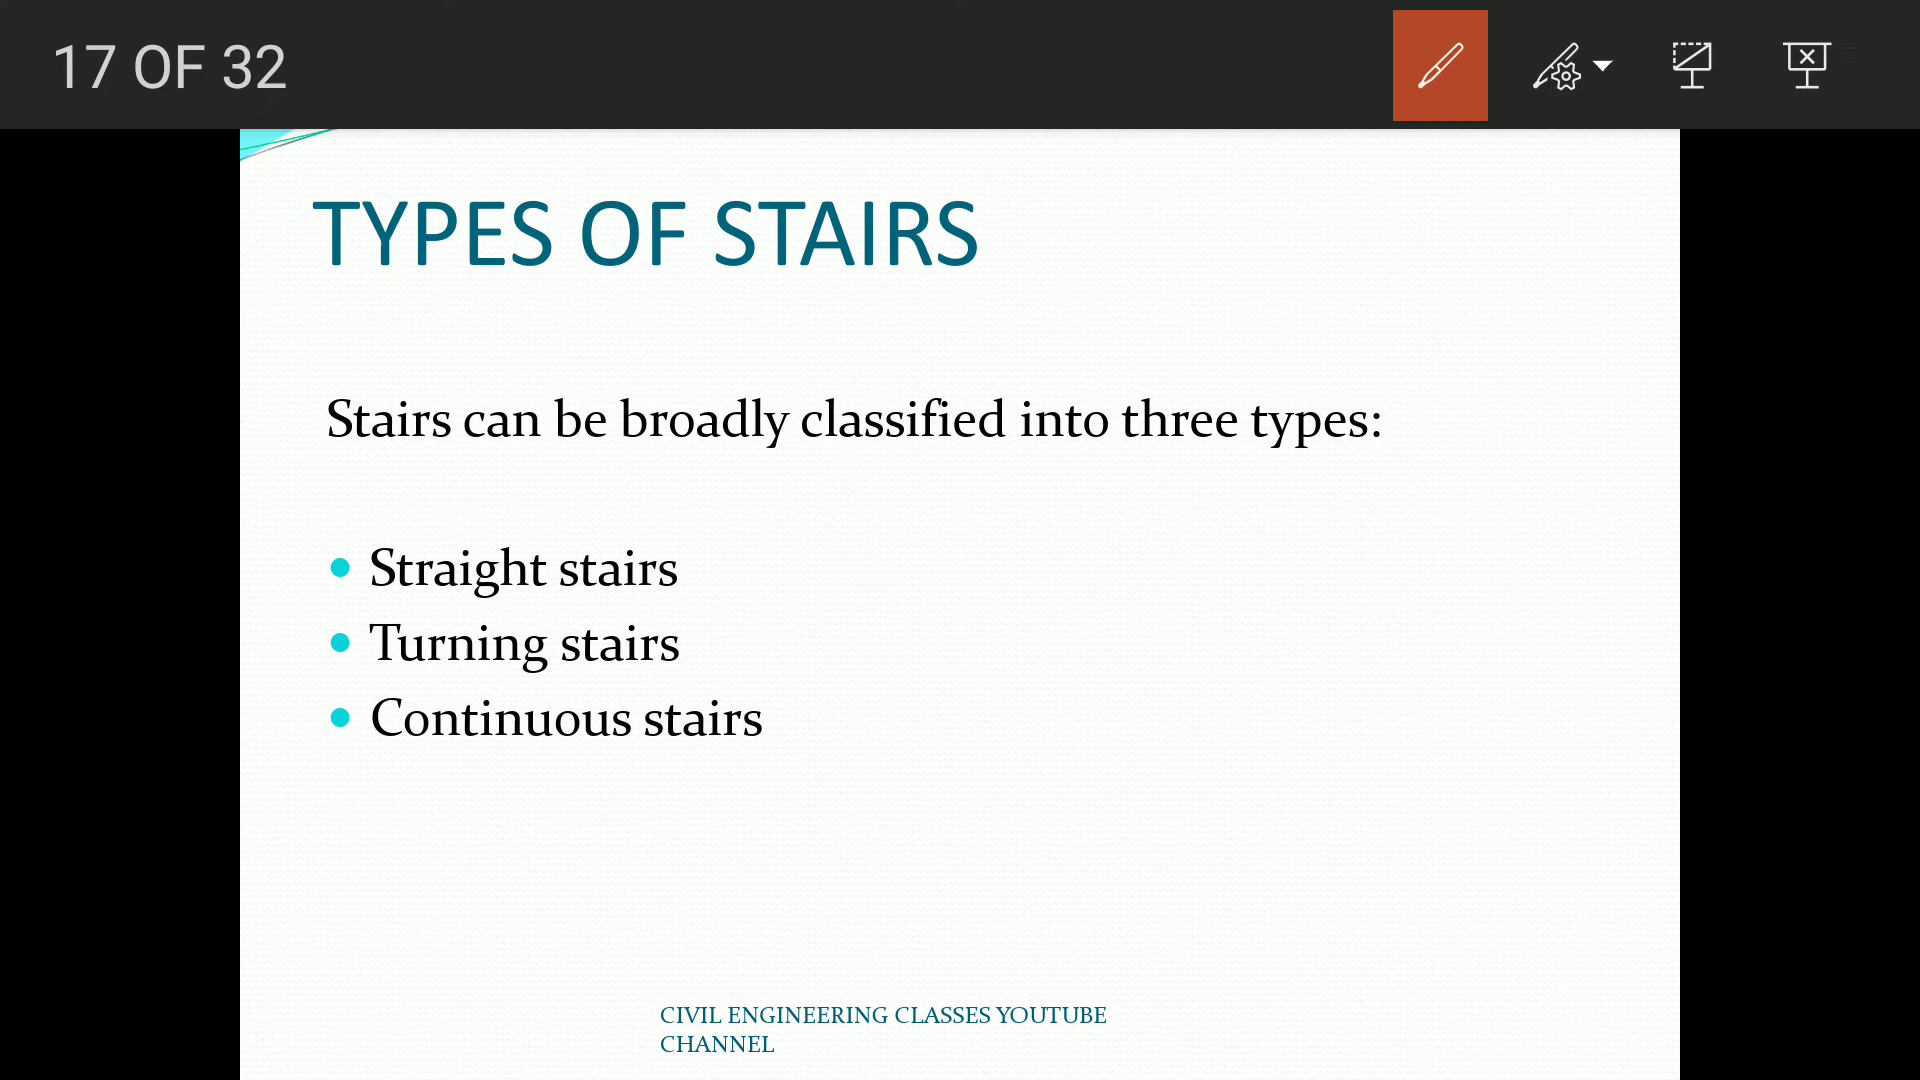 17 OF 32
TYPES OF STAIRS
Stairs can be broadly classified into three types:
• Straight stairs
• Turning stairs
• Continuous stairs
CIVIL ENGINEERING CLASSES YOUTUBE
CHANNEL